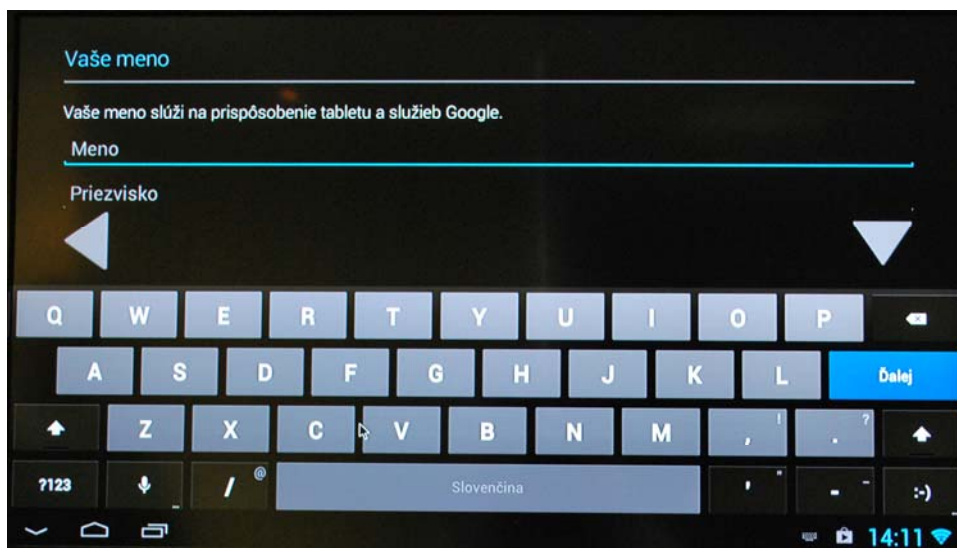 Vaše meno
Vaše meno slúži na prispôsobenie tabletu a služieb Google.
Meno
Priezvisko
Q W E R T Y U I O P
A S D F G H J K L Ďalej
Z X C V B N M , ! . ?
?123 / @ Slovenčina ' " - _ :-)
14:11